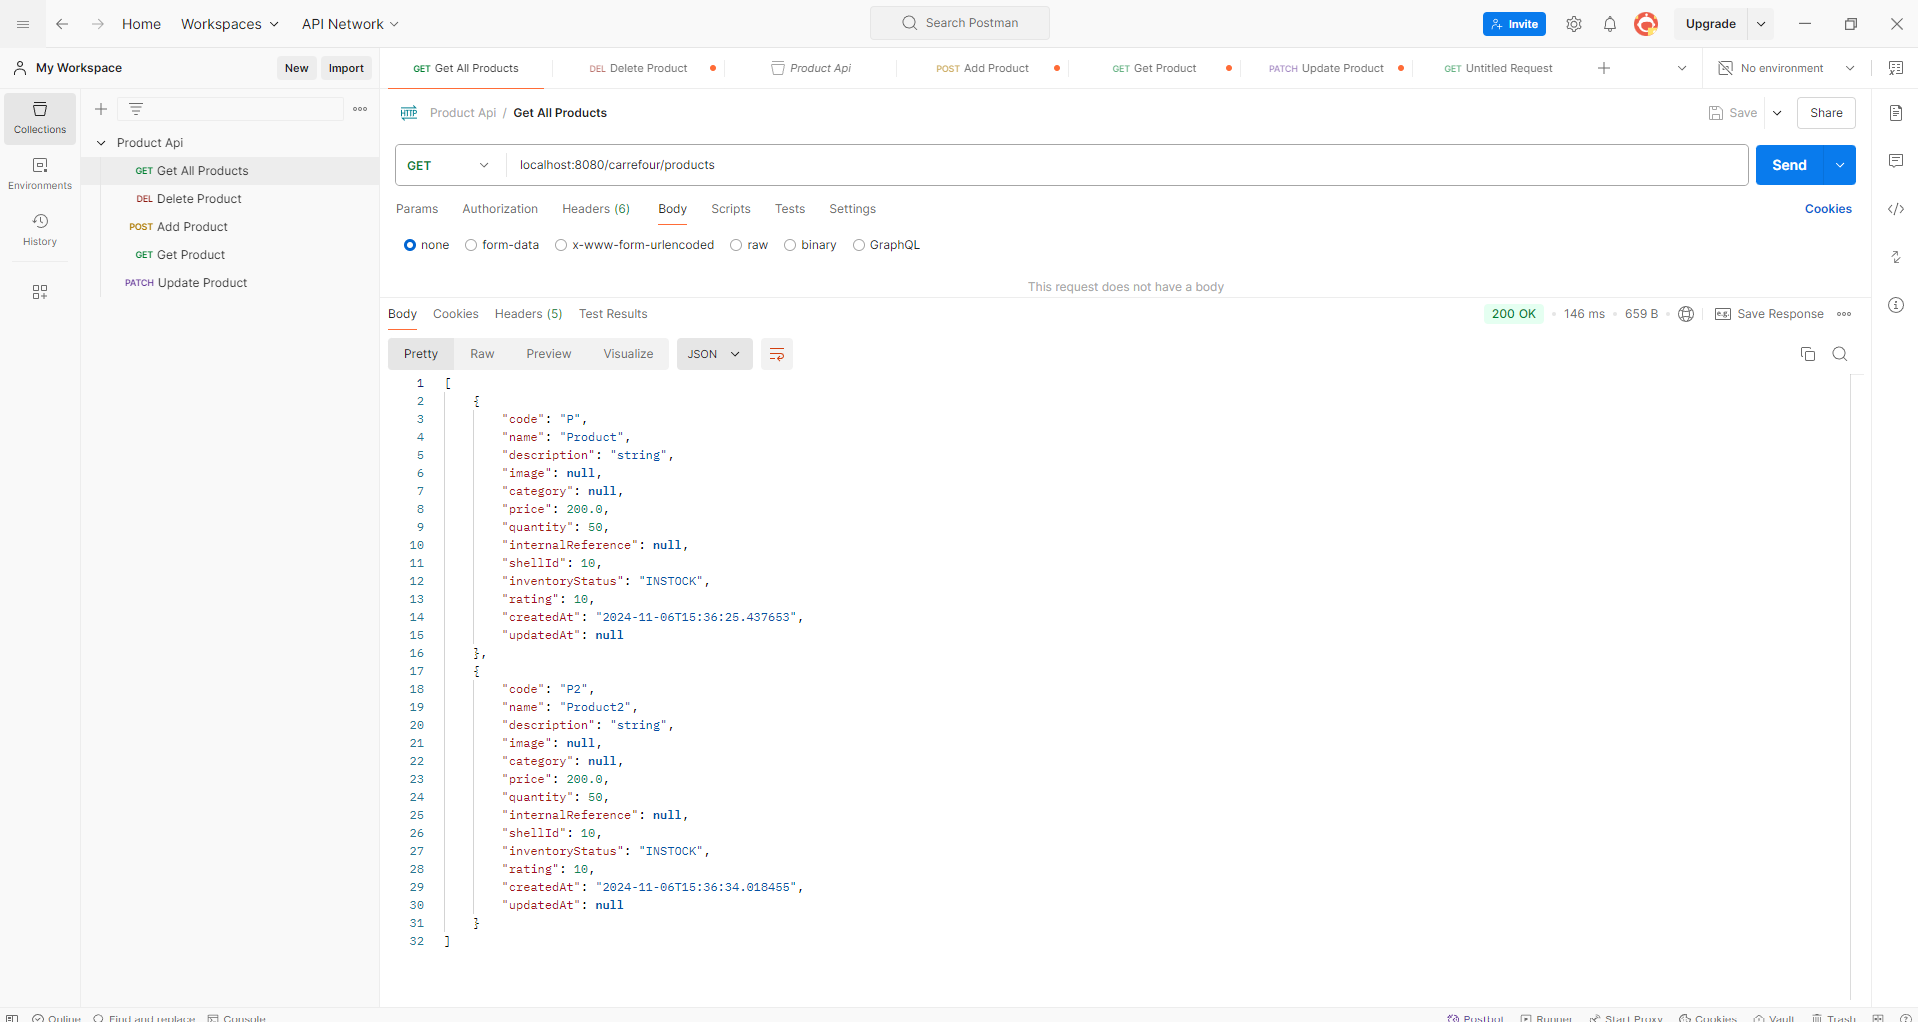 Home Workspaces API Network Search Postman Invite Upgrade
My Workspace New Import GET Get All Products DEL Delete Product Product Api POST Add Product GET Get Product PATCH Update Product GET Untitled Request No environment
Collections
Environments
History
Product Api
GET Get All Products
DEL Delete Product
POST Add Product
GET Get Product
PATCH Update Product
HTTP Product Api / Get All Products Save Share
GET localhost:8080/carrefour/products Send
Params Authorization Headers (6) Body Scripts Tests Settings Cookies
none form-data x-www-form-urlencoded raw binary GraphQL
This request does not have a body
Body Cookies Headers (5) Test Results 200 OK 146 ms 659 B e.g. Save Response
Pretty Raw Preview Visualize JSON
1 [
2 {
3 "code": "P",
4 "name": "Product",
5 "description": "string",
6 "image": null,
7 "category": null,
8 "price": 200.0,
9 "quantity": 50,
10 "internalReference": null,
11 "shellId": 10,
12 "inventoryStatus": "INSTOCK",
13 "rating": 10,
14 "createdAt": "2024-11-06T15:36:25.437653",
15 "updatedAt": null
16 },
17 {
18 "code": "P2",
19 "name": "Product2",
20 "description": "string",
21 "image": null,
22 "category": null,
23 "price": 200.0,
24 "quantity": 50,
25 "internalReference": null,
26 "shellId": 10,
27 "inventoryStatus": "INSTOCK",
28 "rating": 10,
29 "createdAt": "2024-11-06T15:36:34.018455",
30 "updatedAt": null
31 }
32 ]
Online Find and replace Console Postbot Runner Start Proxy Cookies Vault Trash